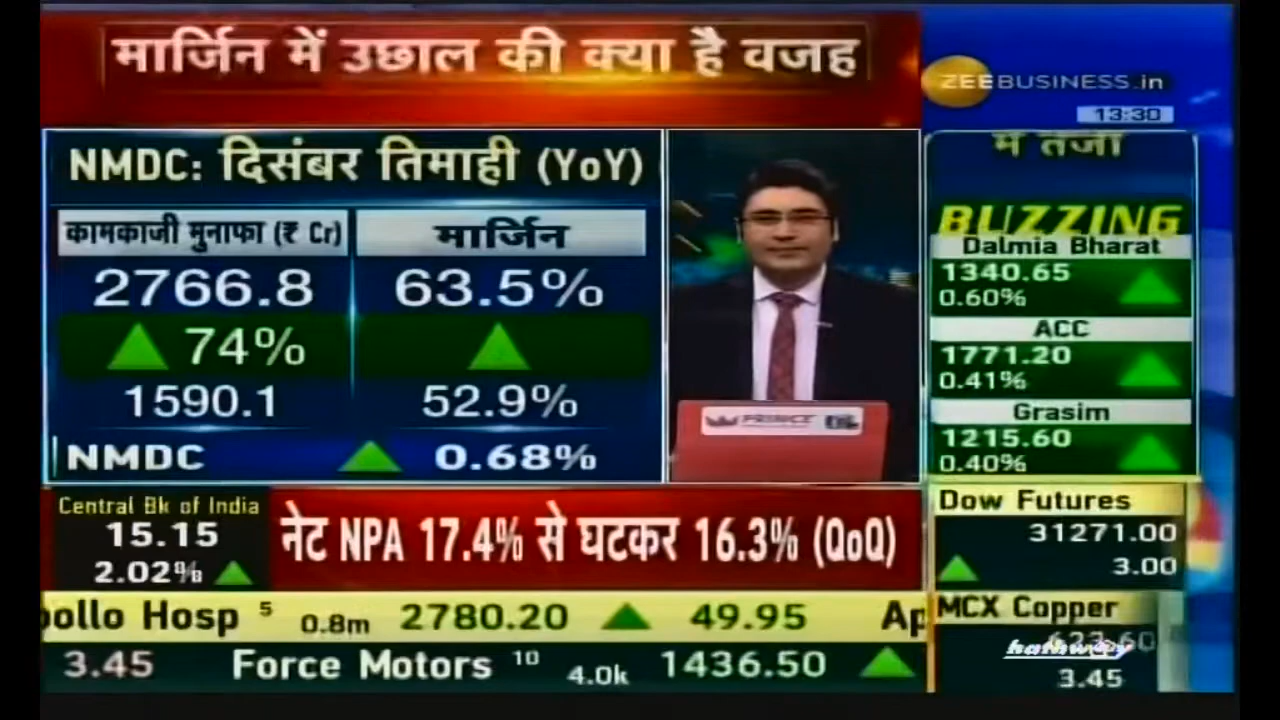 मार्जिन में उछाल की क्या है वजह
ZEEBUSINESS.in
13:30
NMDC: दिसंबर तिमाही (YoY)
कामकाजी मुनाफा (₹ Cr)
मार्जिन
2766.8
63.5%
74%
1590.1
52.9%
NMDC
0.68%
PRINCE
में तेजी
BUZZING
Dalmia Bharat
1340.65
0.60%
ACC
1771.20
0.41%
Grasim
1215.60
0.40%
Central Bk of India
15.15
2.02%
नेट NPA 17.4% से घटकर 16.3% (QoQ)
Dow Futures
31271.00
3.00
MCX Copper
hathway
3.45
ollo Hosp 5 0.8m 2780.20 49.95 Ap
3.45 Force Motors 10 4.0k 1436.50